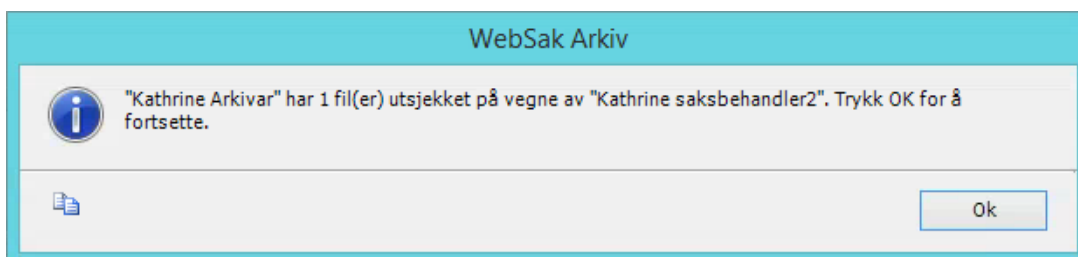 WebSak Arkiv
"Kathrine Arkivar" har 1 fil(er) utsjekket på vegne av "Kathrine saksbehandler2". Trykk OK for å
fortsette.
Ok